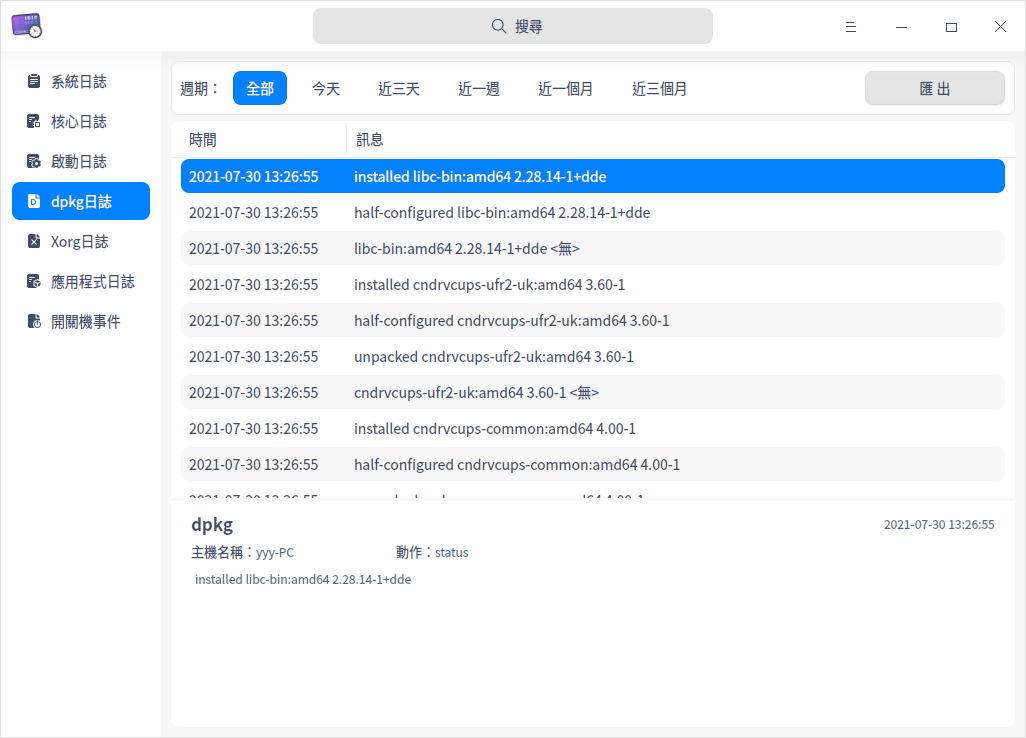 搜尋
系統日誌
核心日誌
啟動日誌
dpkg日誌
Xorg日誌
應用程式日誌
開關機事件
週期： 全部 今天 近三天 近一週 近一個月 近三個月 匯出
時間 訊息
2021-07-30 13:26:55 installed libc-bin:amd64 2.28.14-1+dde
2021-07-30 13:26:55 half-configured libc-bin:amd64 2.28.14-1+dde
2021-07-30 13:26:55 libc-bin:amd64 2.28.14-1+dde <無>
2021-07-30 13:26:55 installed cndrvcups-ufr2-uk:amd64 3.60-1
2021-07-30 13:26:55 half-configured cndrvcups-ufr2-uk:amd64 3.60-1
2021-07-30 13:26:55 unpacked cndrvcups-ufr2-uk:amd64 3.60-1
2021-07-30 13:26:55 cndrvcups-ufr2-uk:amd64 3.60-1 <無>
2021-07-30 13:26:55 installed cndrvcups-common:amd64 4.00-1
2021-07-30 13:26:55 half-configured cndrvcups-common:amd64 4.00-1
dpkg 2021-07-30 13:26:55
主機名稱：yyy-PC 動作：status
installed libc-bin:amd64 2.28.14-1+dde